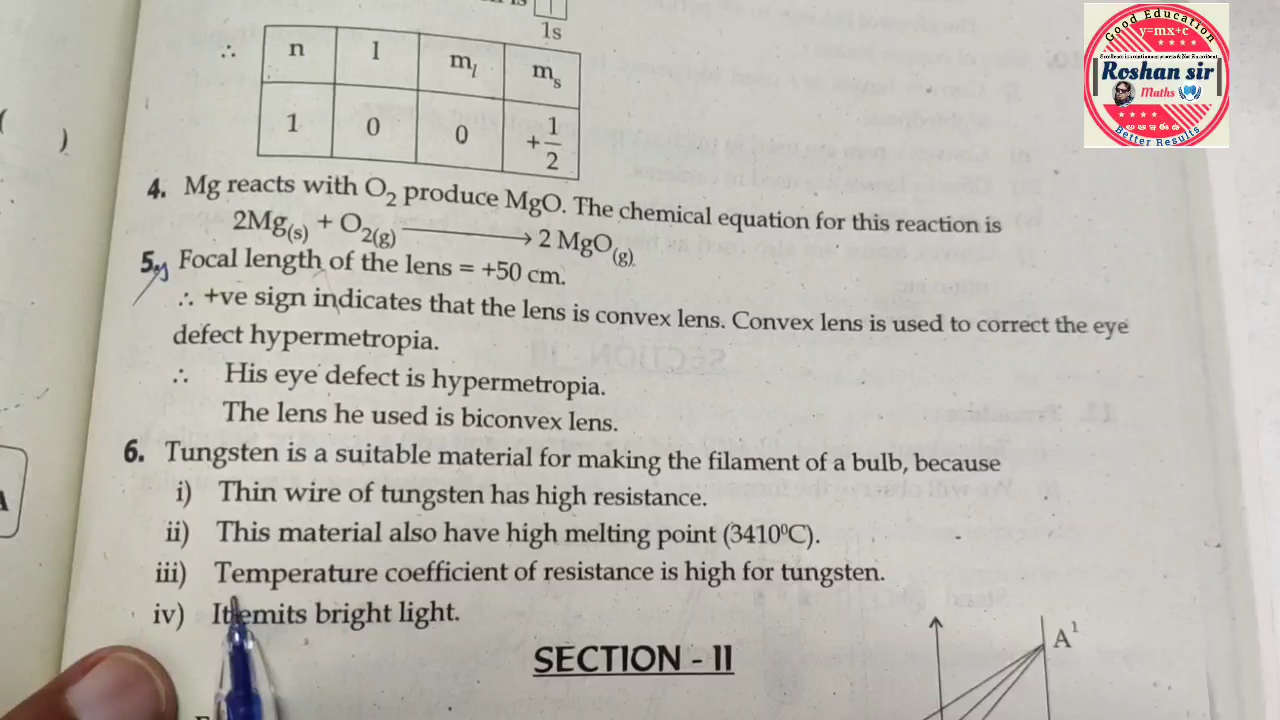 1s
∴ n l mₗ mₛ
1 0 0 +1/2
4. Mg reacts with O₂ produce MgO. The chemical equation for this reaction is
2Mg(s) + O₂(g) ⟶ 2 MgO(g).
5. Focal length of the lens = +50 cm.
∴ +ve sign indicates that the lens is convex lens. Convex lens is used to correct the eye
defect hypermetropia.
∴ His eye defect is hypermetropia.
The lens he used is biconvex lens.
6. Tungsten is a suitable material for making the filament of a bulb, because
i) Thin wire of tungsten has high resistance.
ii) This material also have high melting point (3410⁰C).
iii) Temperature coefficient of resistance is high for tungsten.
iv) It emits bright light.
SECTION - II
A¹
Good Education
y=mx+c
Roshan sir
Maths
Better Results